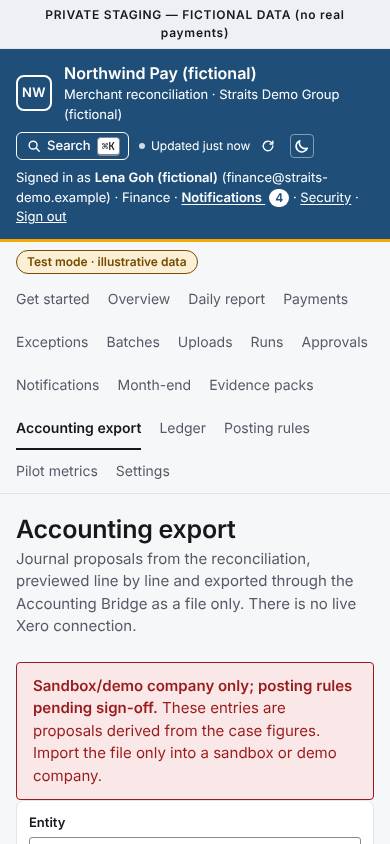 PRIVATE STAGING — FICTIONAL DATA (no real
payments)
NW
Northwind Pay (fictional)
Merchant reconciliation · Straits Demo Group
(fictional)
Search ⌘K
Updated just now
Signed in as Lena Goh (fictional) (finance@straits-
demo.example) · Finance · Notifications 4 · Security ·
Sign out
Test mode · illustrative data
Get started Overview Daily report Payments
Exceptions Batches Uploads Runs Approvals
Notifications Month-end Evidence packs
Accounting export Ledger Posting rules
Pilot metrics Settings
Accounting export
Journal proposals from the reconciliation,
previewed line by line and exported through the
Accounting Bridge as a file only. There is no live
Xero connection.
Sandbox/demo company only; posting rules
pending sign-off. These entries are
proposals derived from the case figures.
Import the file only into a sandbox or demo
company.
Entity